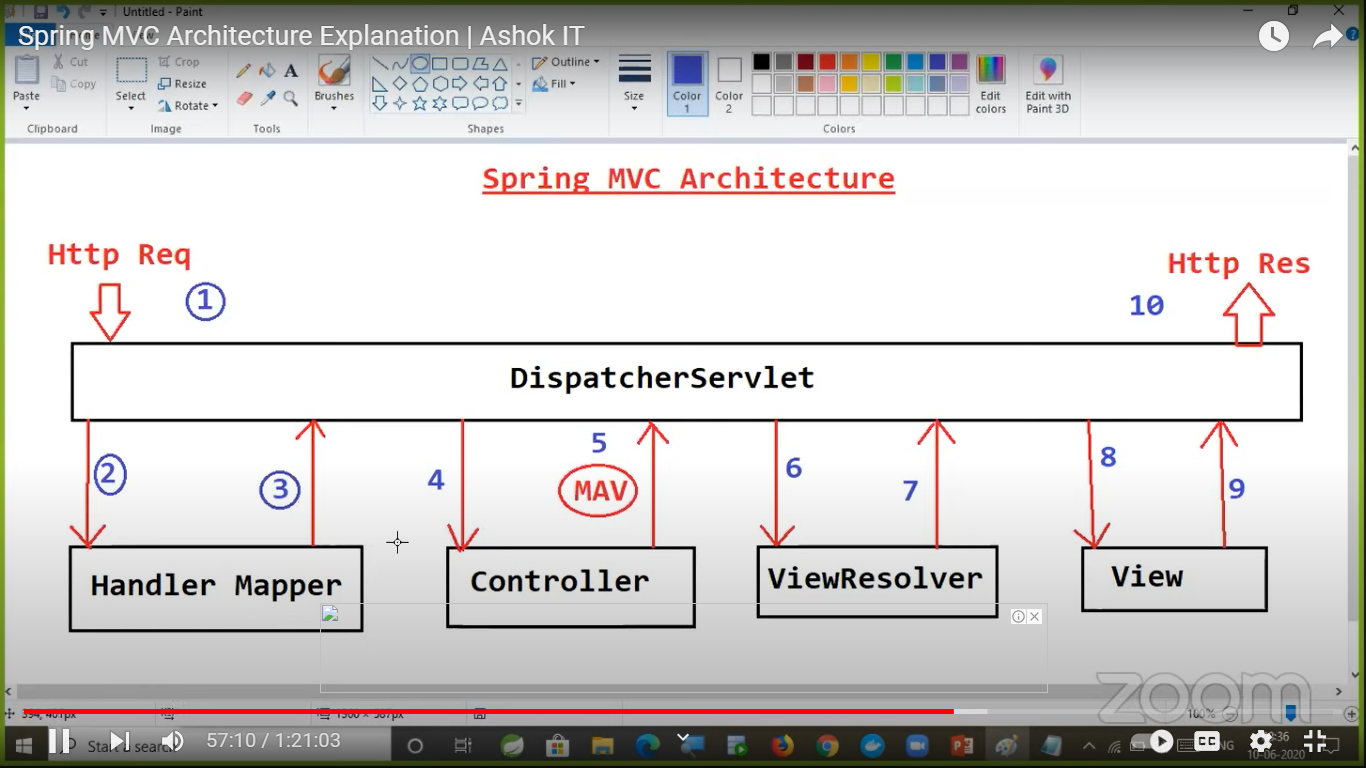 Untitled - Paint
Spring MVC Architecture Explanation | Ashok IT
Paste
Cut
Copy
Clipboard
Select
Crop
Resize
Rotate
Image
Tools
Brushes
Shapes
Outline
Fill
Size
Color 1
Color 2
Colors
Edit colors
Edit with Paint 3D
Spring MVC Architecture
Http Req
Http Res
1
10
DispatcherServlet
2
3
4
5
MAV
6
7
8
9
Handler Mapper
Controller
ViewResolver
View
zoom
100%
57:10 / 1:21:03
CC
10-06-2020